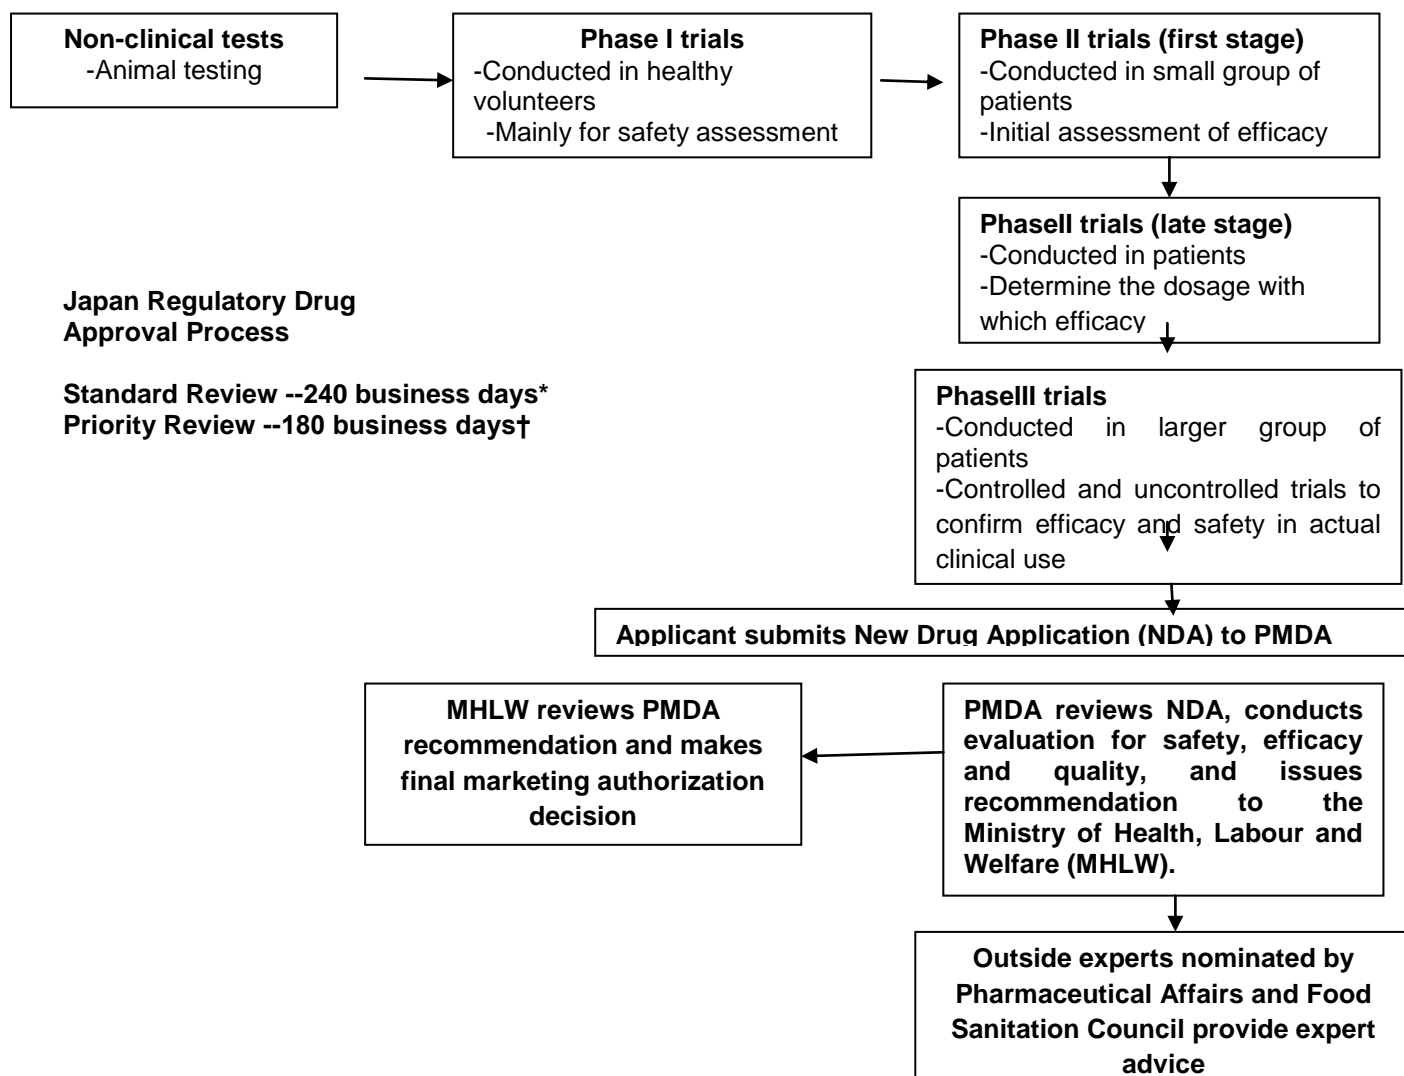 Non-clinical tests
-Animal testing
Phase I trials
-Conducted in healthy
volunteers
-Mainly for safety assessment
Phase II trials (first stage)
-Conducted in small group of
patients
-Initial assessment of efficacy
PhaseII trials (late stage)
-Conducted in patients
-Determine the dosage with
which efficacy
Japan Regulatory Drug
Approval Process
Standard Review --240 business days*
Priority Review --180 business days†
PhaseIII trials
-Conducted in larger group of
patients
-Controlled and uncontrolled trials to
confirm efficacy and safety in actual
clinical use
Applicant submits New Drug Application (NDA) to PMDA
MHLW reviews PMDA
recommendation and makes
final marketing authorization
decision
PMDA reviews NDA, conducts
evaluation for safety, efficacy
and quality, and issues
recommendation to the
Ministry of Health, Labour and
Welfare (MHLW).
Outside experts nominated by
Pharmaceutical Affairs and Food
Sanitation Council provide expert
advice